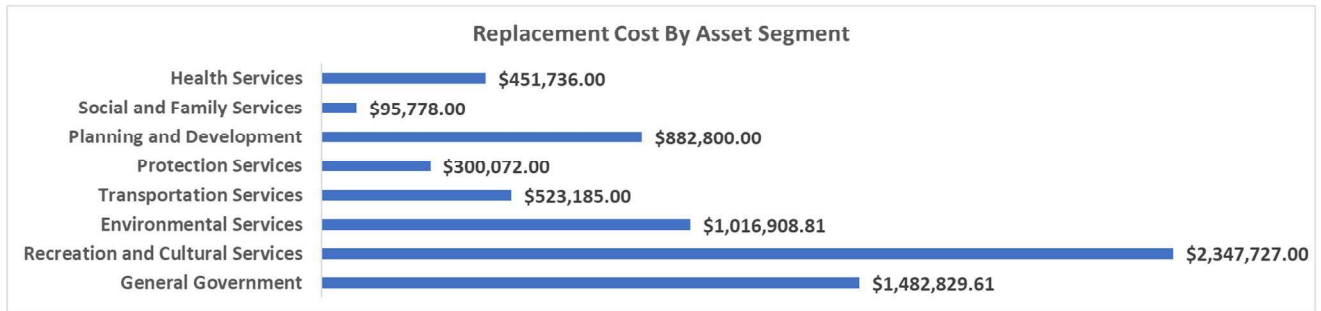 Replacement Cost By Asset Segment
Health Services $451,736.00
Social and Family Services $95,778.00
Planning and Development $882,800.00
Protection Services $300,072.00
Transportation Services $523,185.00
Environmental Services $1,016,908.81
Recreation and Cultural Services $2,347,727.00
General Government $1,482,829.61